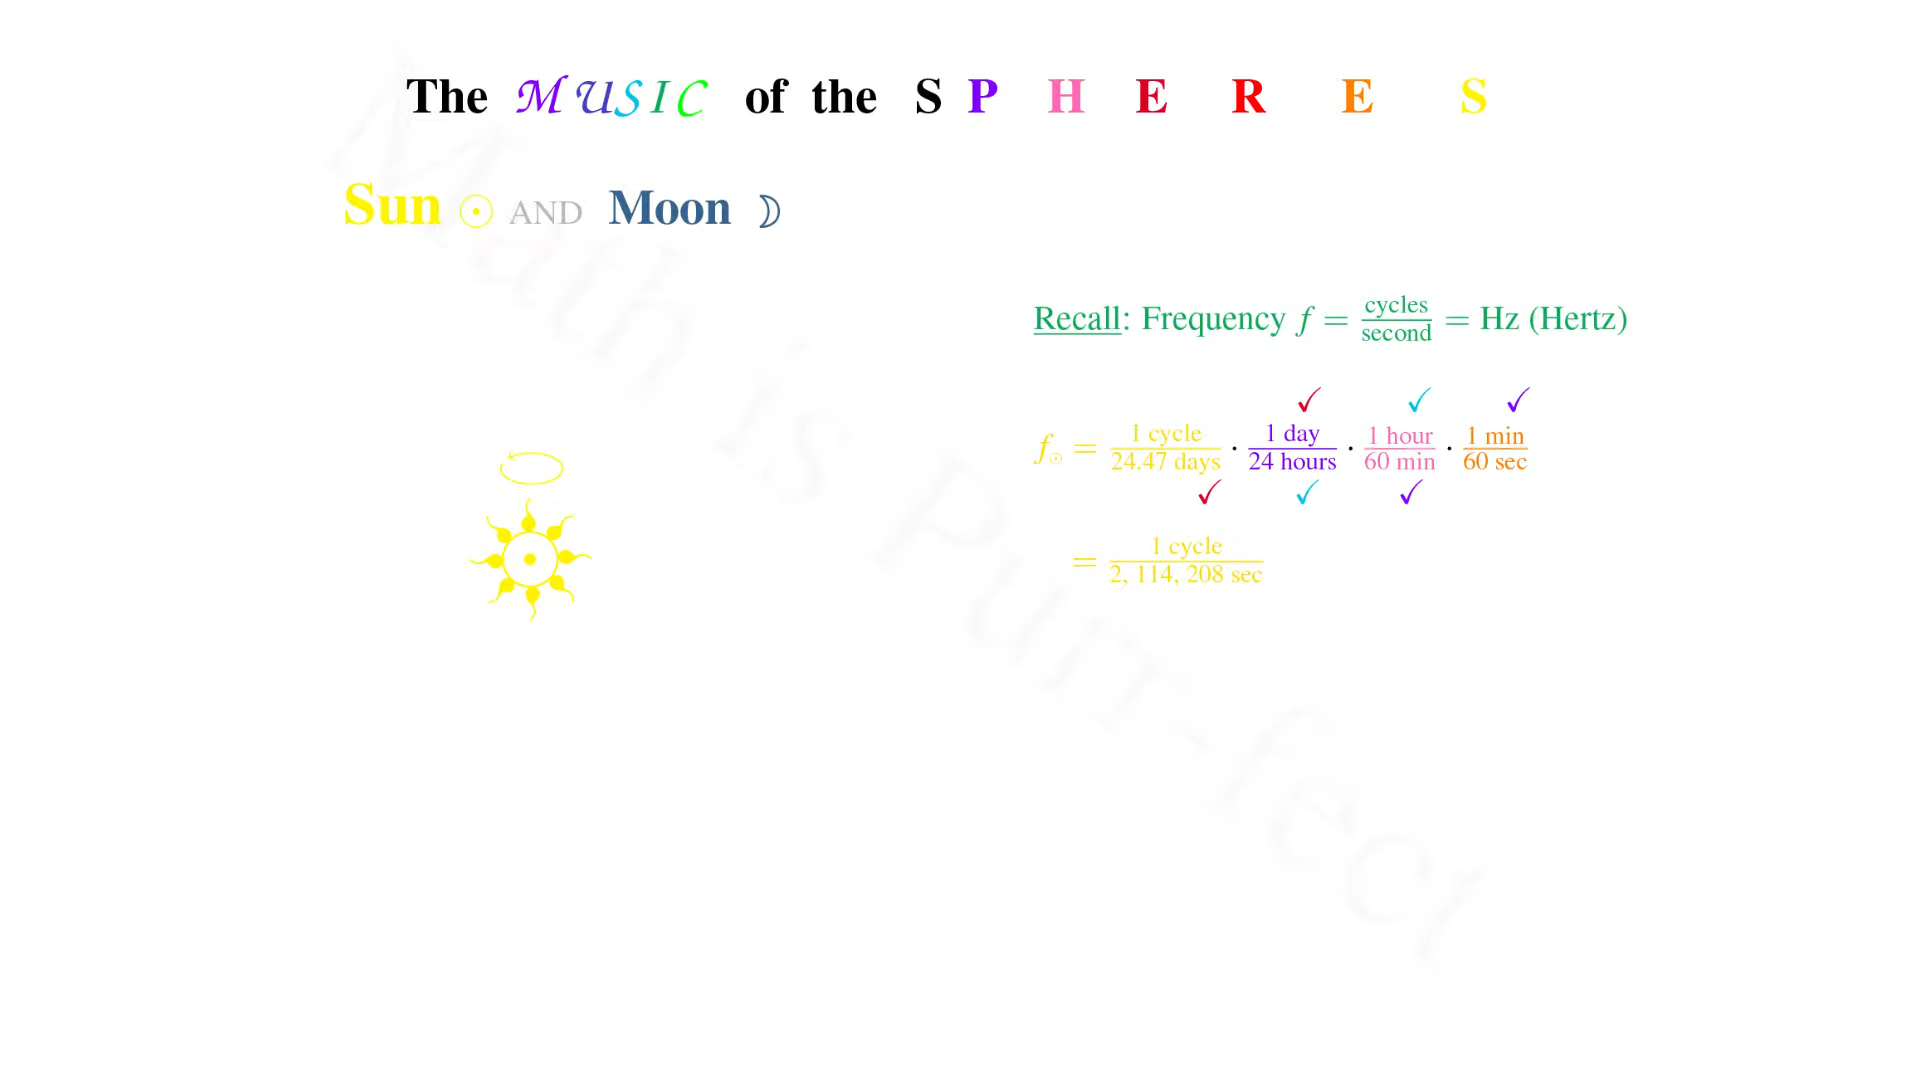 The MUSIC of the SPHERES
Sun ☉ AND Moon ☽
Recall: Frequency f = cycles/second = Hz (Hertz)
✓ ✓ ✓
f☉ = 1 cycle/24.47 days · 1 day/24 hours · 1 hour/60 min · 1 min/60 sec
✓ ✓ ✓
= 1 cycle/2, 114, 208 sec
Math is Purr-fect